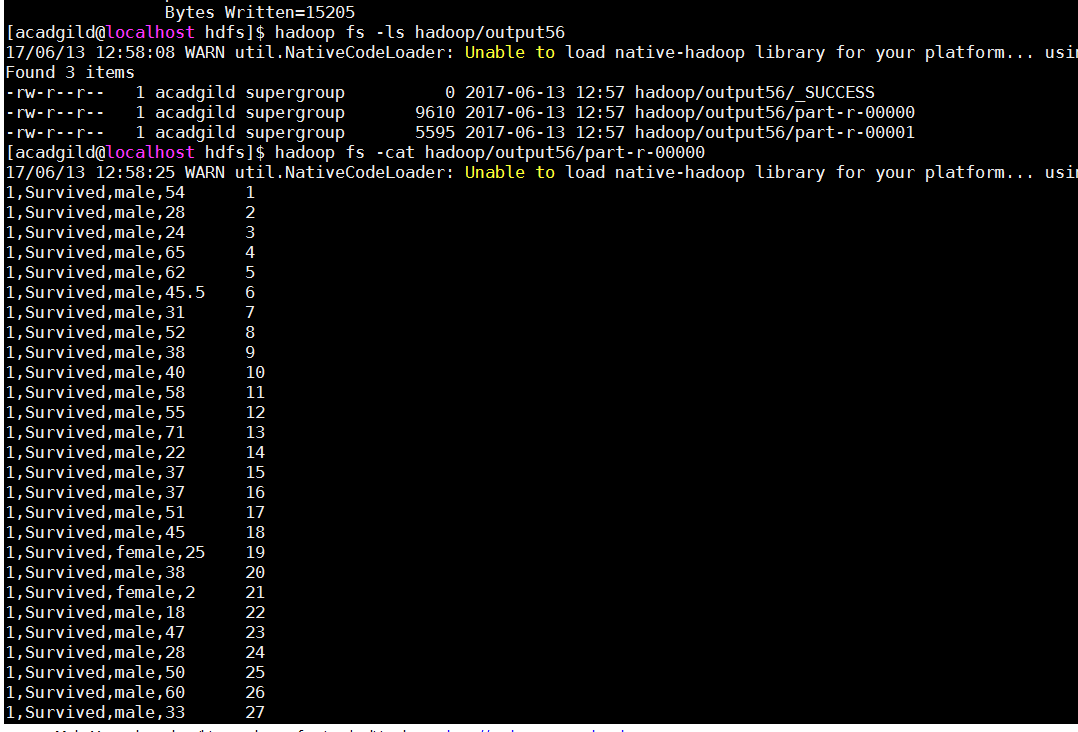 Bytes Written=15205
[acadgild@localhost hdfs]$ hadoop fs -ls hadoop/output56
17/06/13 12:58:08 WARN util.NativeCodeLoader: Unable to load native-hadoop library for your platform... usin
Found 3 items
-rw-r--r--   1 acadgild supergroup          0 2017-06-13 12:57 hadoop/output56/_SUCCESS
-rw-r--r--   1 acadgild supergroup       9610 2017-06-13 12:57 hadoop/output56/part-r-00000
-rw-r--r--   1 acadgild supergroup       5595 2017-06-13 12:57 hadoop/output56/part-r-00001
[acadgild@localhost hdfs]$ hadoop fs -cat hadoop/output56/part-r-00000
17/06/13 12:58:25 WARN util.NativeCodeLoader: Unable to load native-hadoop library for your platform... usin
1,Survived,male,54      1
1,Survived,male,28      2
1,Survived,male,24      3
1,Survived,male,65      4
1,Survived,male,62      5
1,Survived,male,45.5    6
1,Survived,male,31      7
1,Survived,male,52      8
1,Survived,male,38      9
1,Survived,male,40      10
1,Survived,male,58      11
1,Survived,male,55      12
1,Survived,male,71      13
1,Survived,male,22      14
1,Survived,male,37      15
1,Survived,male,37      16
1,Survived,male,51      17
1,Survived,male,45      18
1,Survived,female,25    19
1,Survived,male,38      20
1,Survived,female,2     21
1,Survived,male,18      22
1,Survived,male,47      23
1,Survived,male,28      24
1,Survived,male,50      25
1,Survived,male,60      26
1,Survived,male,33      27